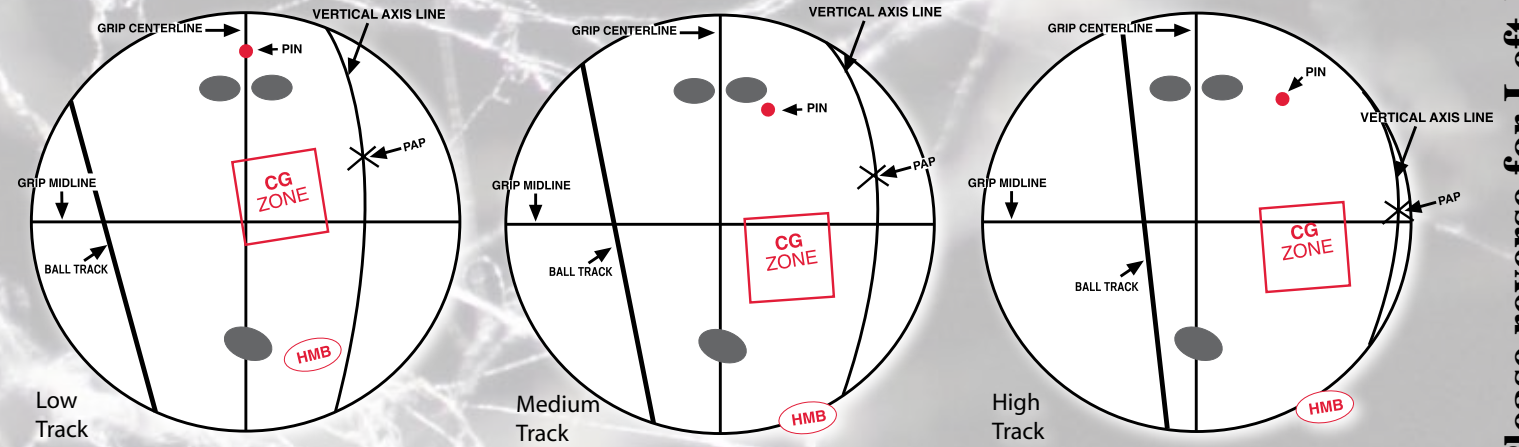 GRIP CENTERLINE
VERTICAL AXIS LINE
PIN
PAP
CG
ZONE
GRIP MIDLINE
BALL TRACK
HMB
Low
Track
GRIP CENTERLINE
VERTICAL AXIS LINE
PIN
PAP
GRIP MIDLINE
CG
ZONE
BALL TRACK
HMB
Medium
Track
GRIP CENTERLINE
PIN
VERTICAL AXIS LINE
GRIP MIDLINE
PAP
CG
ZONE
BALL TRACK
HMB
High
Track